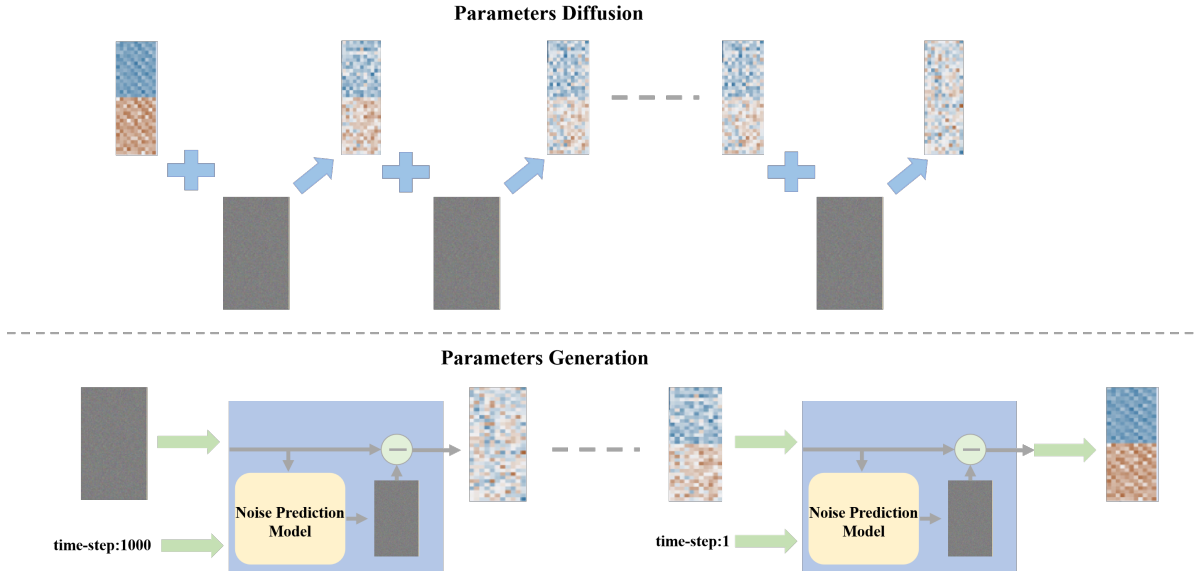 Parameters Diffusion
Parameters Generation
Noise Prediction
Model
time-step:1000
Noise Prediction
Model
time-step:1